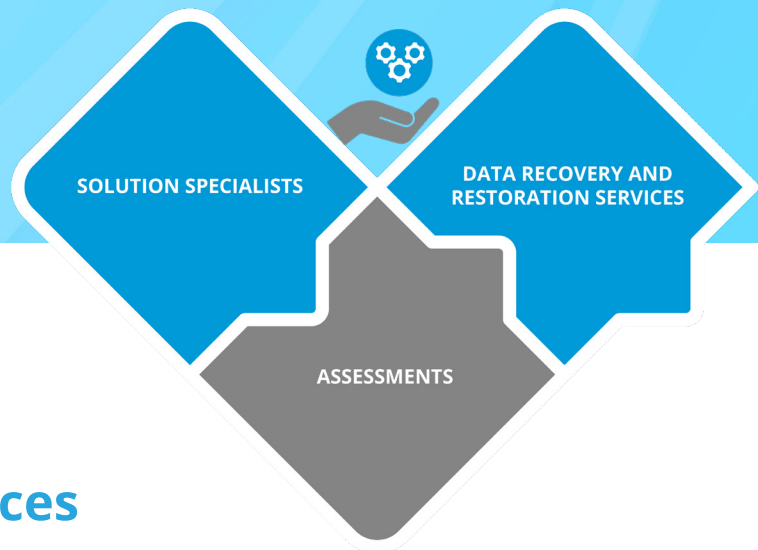 SOLUTION SPECIALISTS
DATA RECOVERY AND
RESTORATION SERVICES
ASSESSMENTS
ces